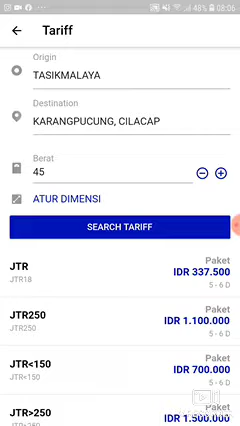 48% 08:06
Tariff
Origin
TASIKMALAYA
Destination
KARANGPUCUNG, CILACAP
Berat
45
ATUR DIMENSI
SEARCH TARIFF
JTR Paket
JTR18 IDR 337.500
5 - 6 D
JTR250 Paket
JTR250 IDR 1.100.000
5 - 6 D
JTR<150 Paket
JTR<150 IDR 700.000
5 - 6 D
JTR>250 Paket
IDR 1.500.000